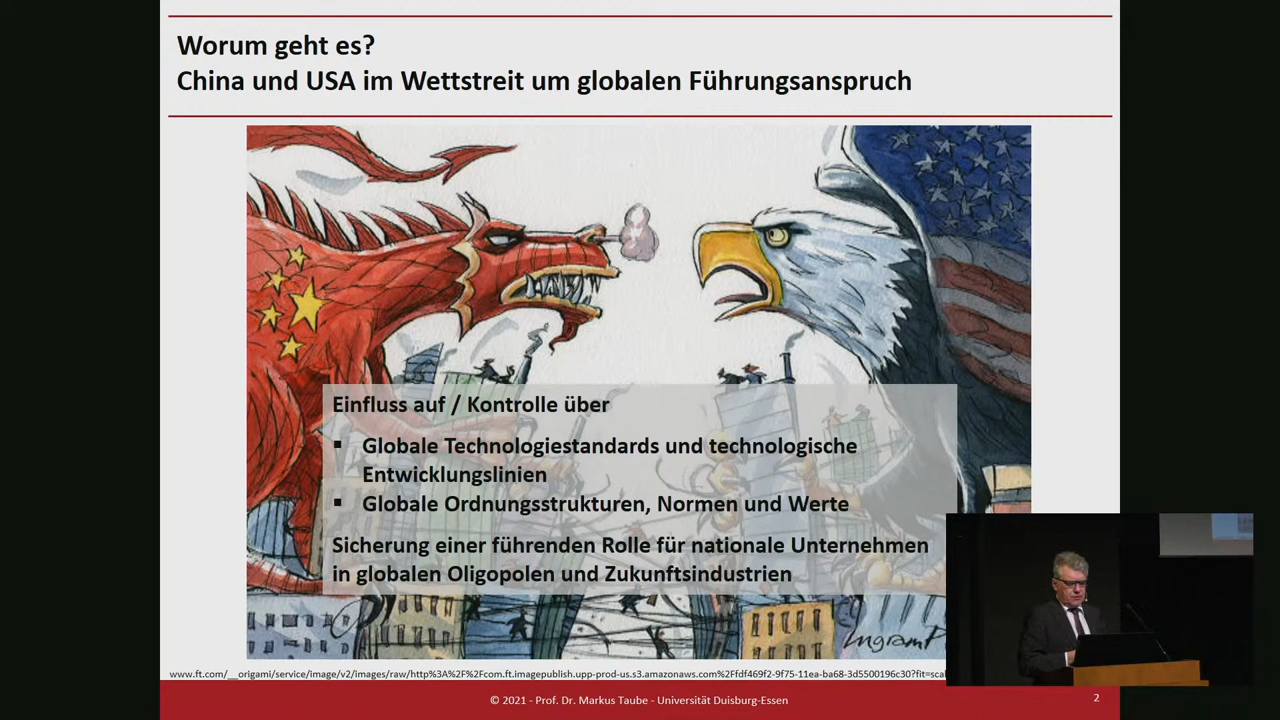 Worum geht es?
China und USA im Wettstreit um globalen Führungsanspruch
Einfluss auf / Kontrolle über
▪ Globale Technologiestandards und technologische
Entwicklungslinien
▪ Globale Ordnungsstrukturen, Normen und Werte
Sicherung einer führenden Rolle für nationale Unternehmen
in globalen Oligopolen und Zukunftsindustrien
www.ft.com/__origami/service/image/v2/images/raw/http%3A%2F%2Fcom.ft.imagepublish.upp-prod-us.s3.amazonaws.com%2Ffdf469f2-9f75-11ea-ba68-3d5500196c30?fit=scal
© 2021 - Prof. Dr. Markus Taube - Universität Duisburg-Essen
2